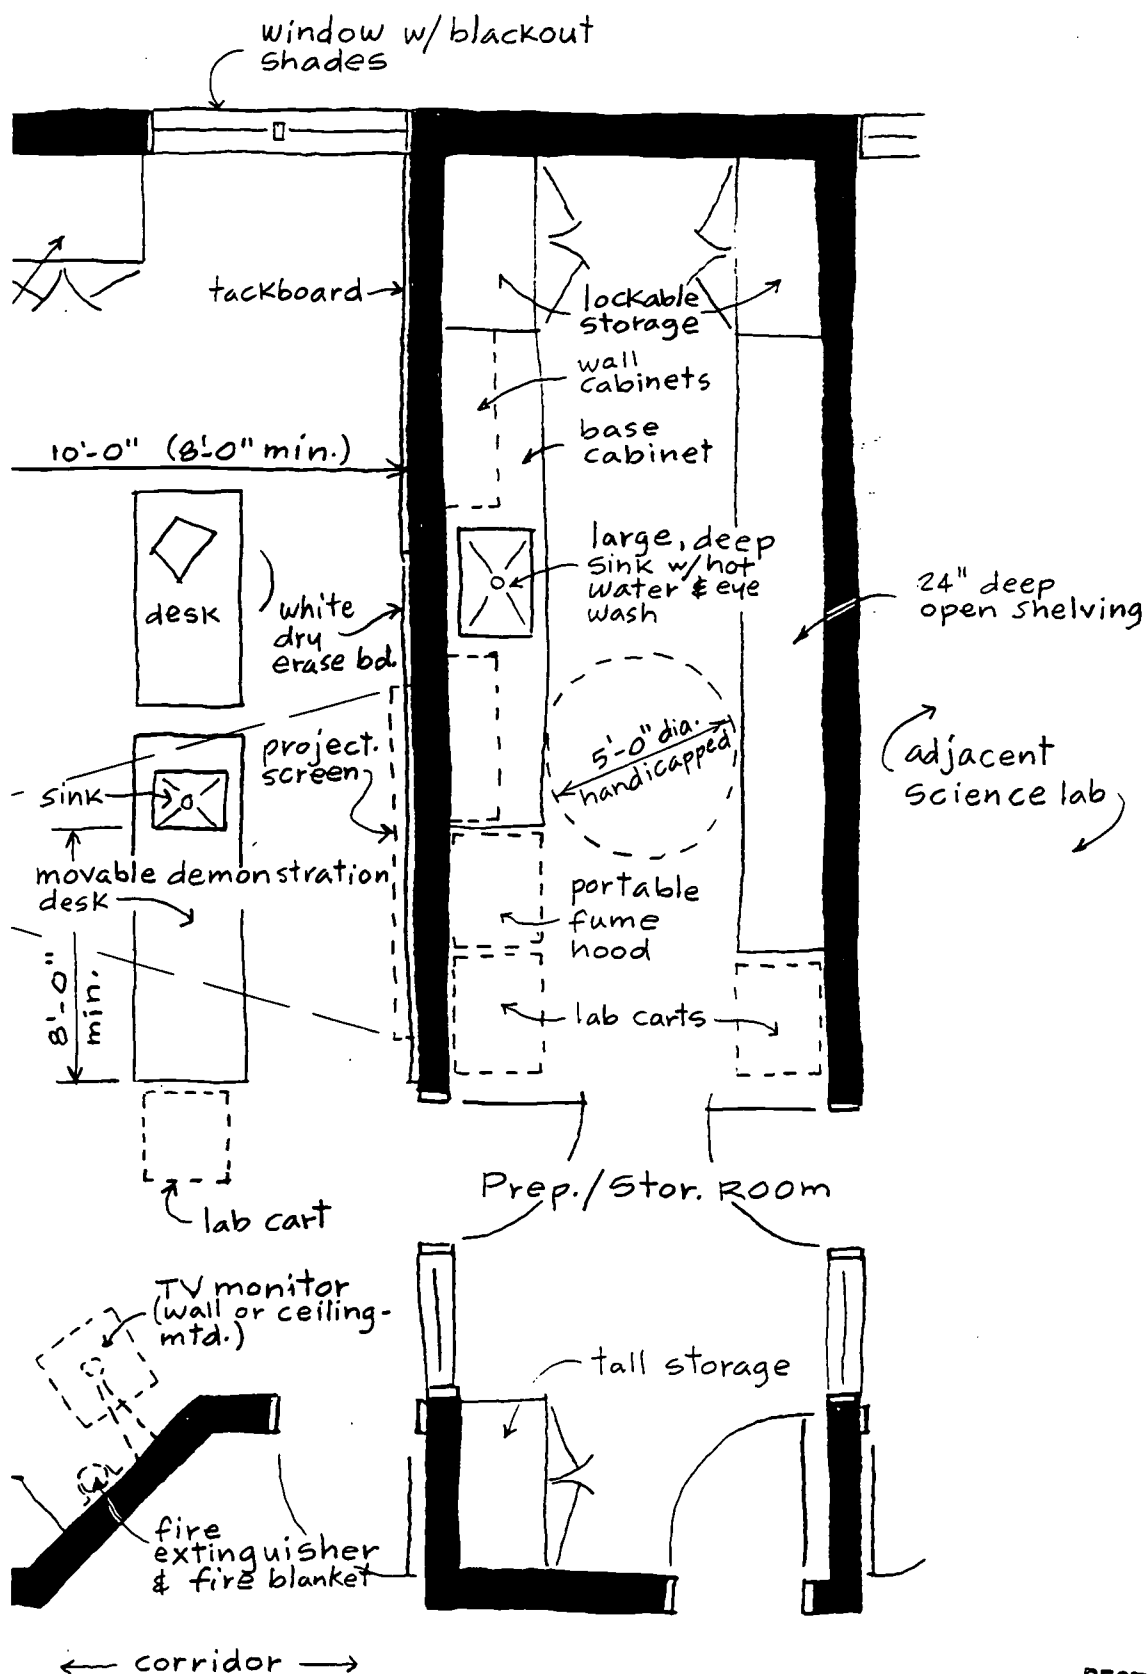 window w/ blackout
shades
tackboard
lockable
storage
wall
cabinets
base
cabinet
10'-0" (8'-0" min.)
large, deep
sink w/ hot
water & eye
wash
desk
white
dry
erase bd.
24" deep
open shelving
project.
screen
5'-0" dia.
handicapped
sink
adjacent
science lab
movable demonstration
desk
portable
fume
hood
8'-0"
min.
lab carts
Prep./Stor. Room
lab cart
TV monitor
(wall or ceiling-
mtd.)
tall storage
fire
extinguisher
& fire blanket
corridor